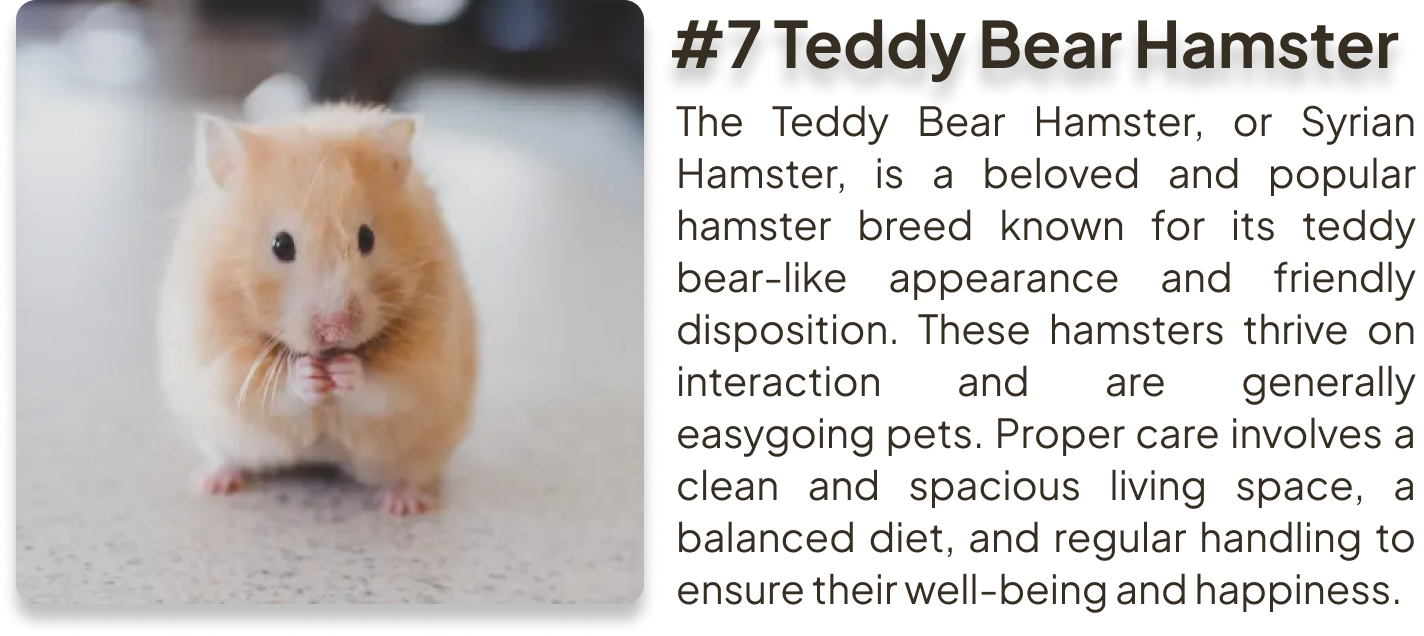 #7 Teddy Bear Hamster
The Teddy Bear Hamster, or Syrian
Hamster, is a beloved and popular
hamster breed known for its teddy
bear-like appearance and friendly
disposition. These hamsters thrive on
interaction and are generally
easygoing pets. Proper care involves a
clean and spacious living space, a
balanced diet, and regular handling to
ensure their well-being and happiness.